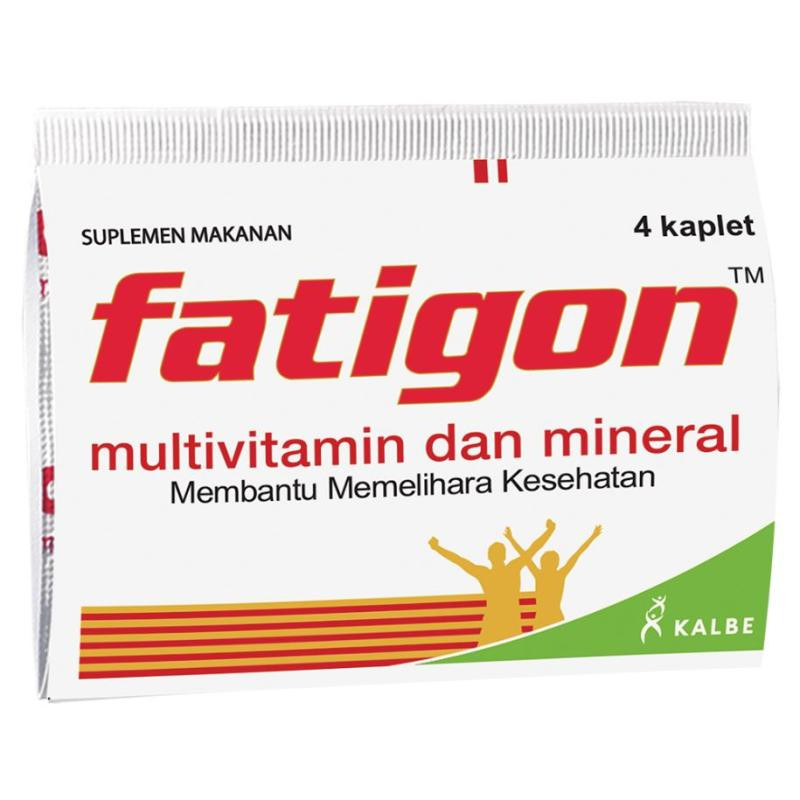 SUPLEMEN MAKANAN
4 kaplet
fatigon™
multivitamin dan mineral
Membantu Memelihara Kesehatan
KALBE